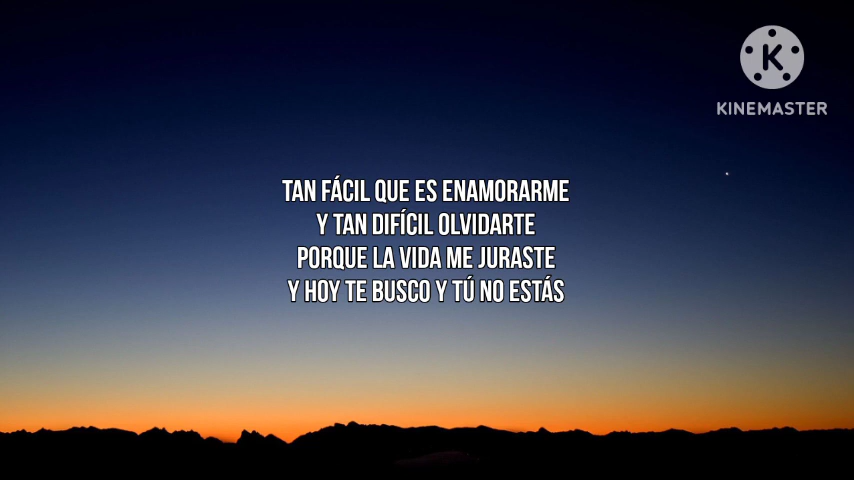 KINEMASTER
TAN FÁCIL QUE ES ENAMORARME
Y TAN DIFÍCIL OLVIDARTE
PORQUE LA VIDA ME JURASTE
Y HOY TE BUSCO Y TÚ NO ESTÁS